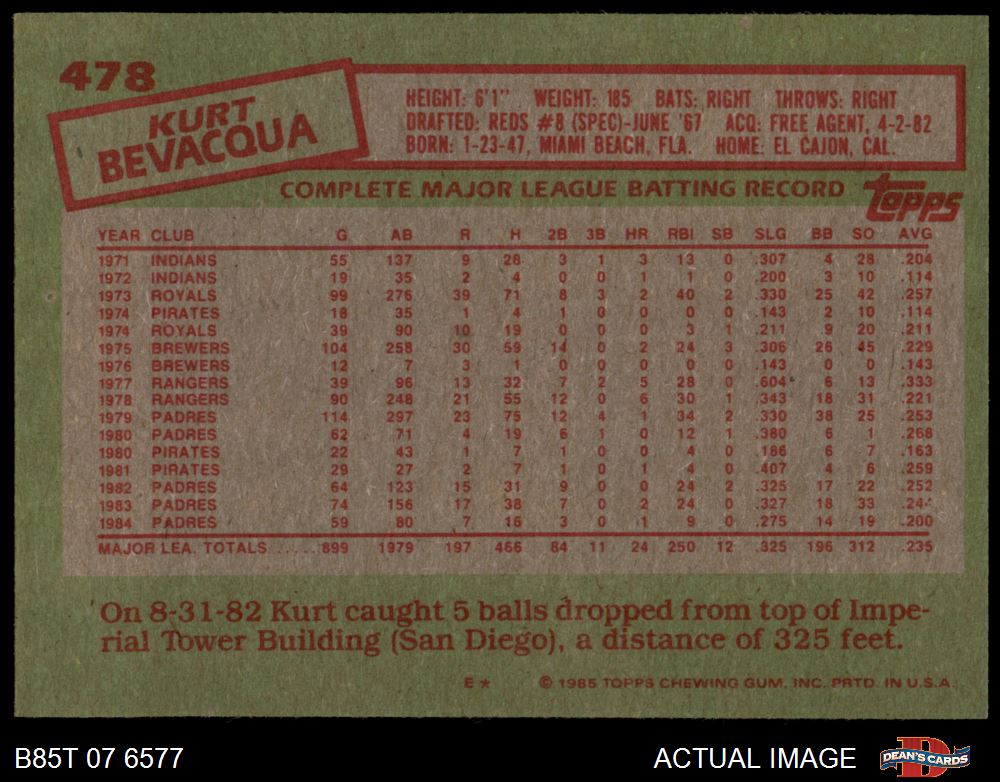 478
KURT
BEVACQUA
HEIGHT: 6'1" WEIGHT: 185 BATS: RIGHT THROWS: RIGHT
DRAFTED: REDS #8 (SPEC)-JUNE '67 ACQ: FREE AGENT, 4-2-82
BORN: 1-23-47, MIAMI BEACH, FLA. HOME: EL CAJON, CAL.
COMPLETE MAJOR LEAGUE BATTING RECORD topps
YEAR CLUB G AB R H 2B 3B HR RBI SB SLG BB SO AVG
1971 INDIANS 55 137 9 28 3 1 3 13 0 .307 4 28 .204
1972 INDIANS 19 35 2 4 0 0 1 1 0 .200 3 10 .114
1973 ROYALS 99 276 39 71 8 3 2 40 2 .330 25 42 .257
1974 PIRATES 18 35 1 4 1 0 0 0 0 .143 2 10 .114
1974 ROYALS 39 90 10 19 0 0 0 3 1 .211 9 20 .211
1975 BREWERS 104 258 30 59 14 0 2 24 3 .306 26 45 .229
1976 BREWERS 12 7 3 1 0 0 0 0 0 .143 0 0 .143
1977 RANGERS 39 96 13 32 7 2 5 28 0 .604 6 13 .333
1978 RANGERS 90 248 21 55 12 0 6 30 1 .343 18 31 .221
1979 PADRES 114 297 23 75 12 4 1 34 2 .330 38 25 .253
1980 PADRES 62 71 4 19 6 1 0 12 1 .380 6 1 .268
1980 PIRATES 22 43 1 7 1 0 0 4 0 .186 6 7 .163
1981 PIRATES 29 27 2 7 1 0 1 4 0 .407 4 6 .259
1982 PADRES 64 123 15 31 9 0 0 24 2 .325 17 22 .252
1983 PADRES 74 156 17 38 7 0 2 24 0 .327 18 33
1984 PADRES 59 80 7 16 3 0 1 9 0 .275 14 19 .200
MAJOR LEA. TOTALS ..... 899 1979 197 466 84 11 24 250 12 .325 196 312 .235
On 8-31-82 Kurt caught 5 balls dropped from top of Impe-
rial Tower Building (San Diego), a distance of 325 feet.
E ★ © 1985 TOPPS CHEWING GUM, INC. PRTD. IN U.S.A.
B85T 07 6577 ACTUAL IMAGE DEAN'S CARDS